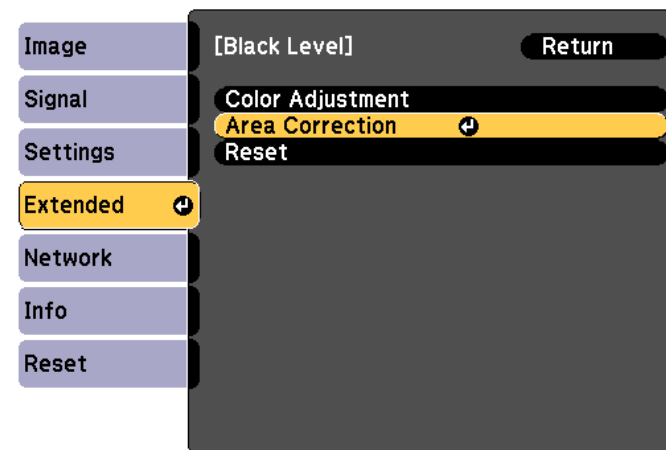 Image
Signal
Settings
Extended
Network
Info
Reset
[Black Level]
Return
Color Adjustment
Area Correction
Reset